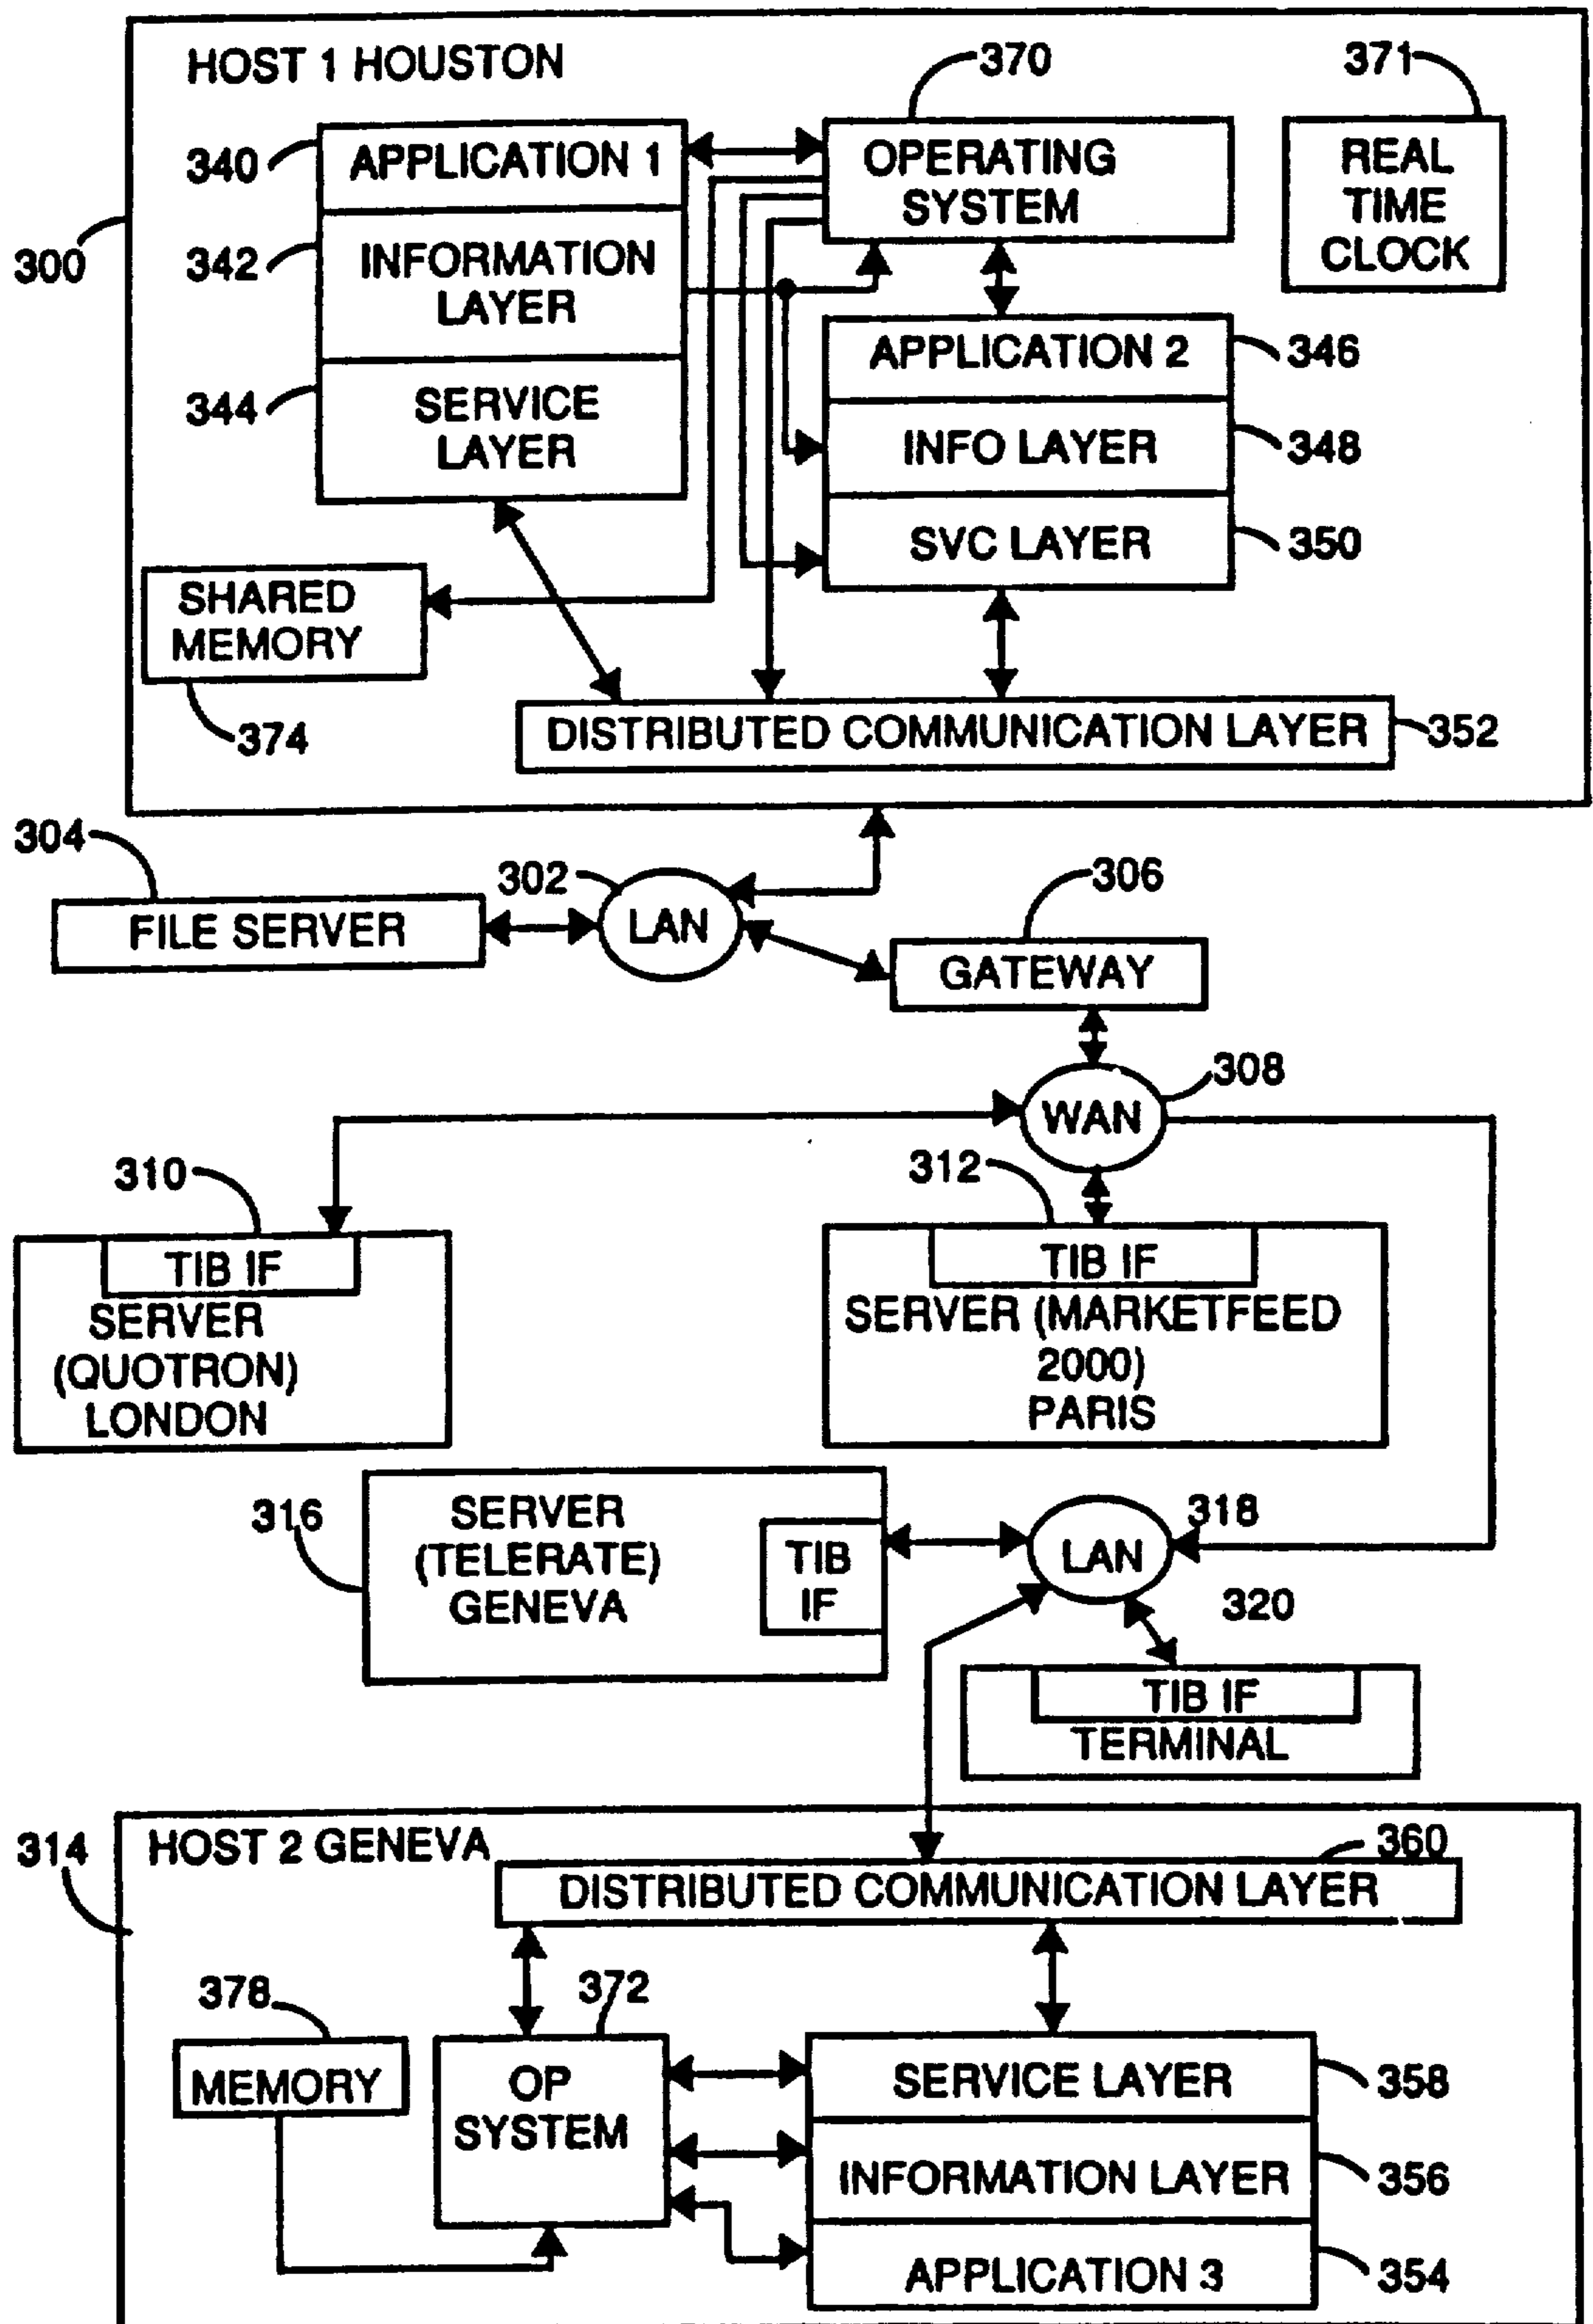 HOST 1 HOUSTON
370
371
340
APPLICATION 1
OPERATING
SYSTEM
REAL
TIME
CLOCK
300
342
INFORMATION
LAYER
APPLICATION 2
346
344
SERVICE
LAYER
INFO LAYER
348
SVC LAYER
350
SHARED
MEMORY
374
DISTRIBUTED COMMUNICATION LAYER
352
304
302
306
FILE SERVER
LAN
GATEWAY
308
WAN
310
312
TIB IF
SERVER
(QUOTRON)
LONDON
TIB IF
SERVER (MARKETFEED
2000)
PARIS
316
SERVER
(TELERATE)
GENEVA
TIB
IF
318
LAN
320
TIB IF
TERMINAL
314
HOST 2 GENEVA
360
DISTRIBUTED COMMUNICATION LAYER
378
372
MEMORY
OP
SYSTEM
SERVICE LAYER
358
INFORMATION LAYER
356
APPLICATION 3
354